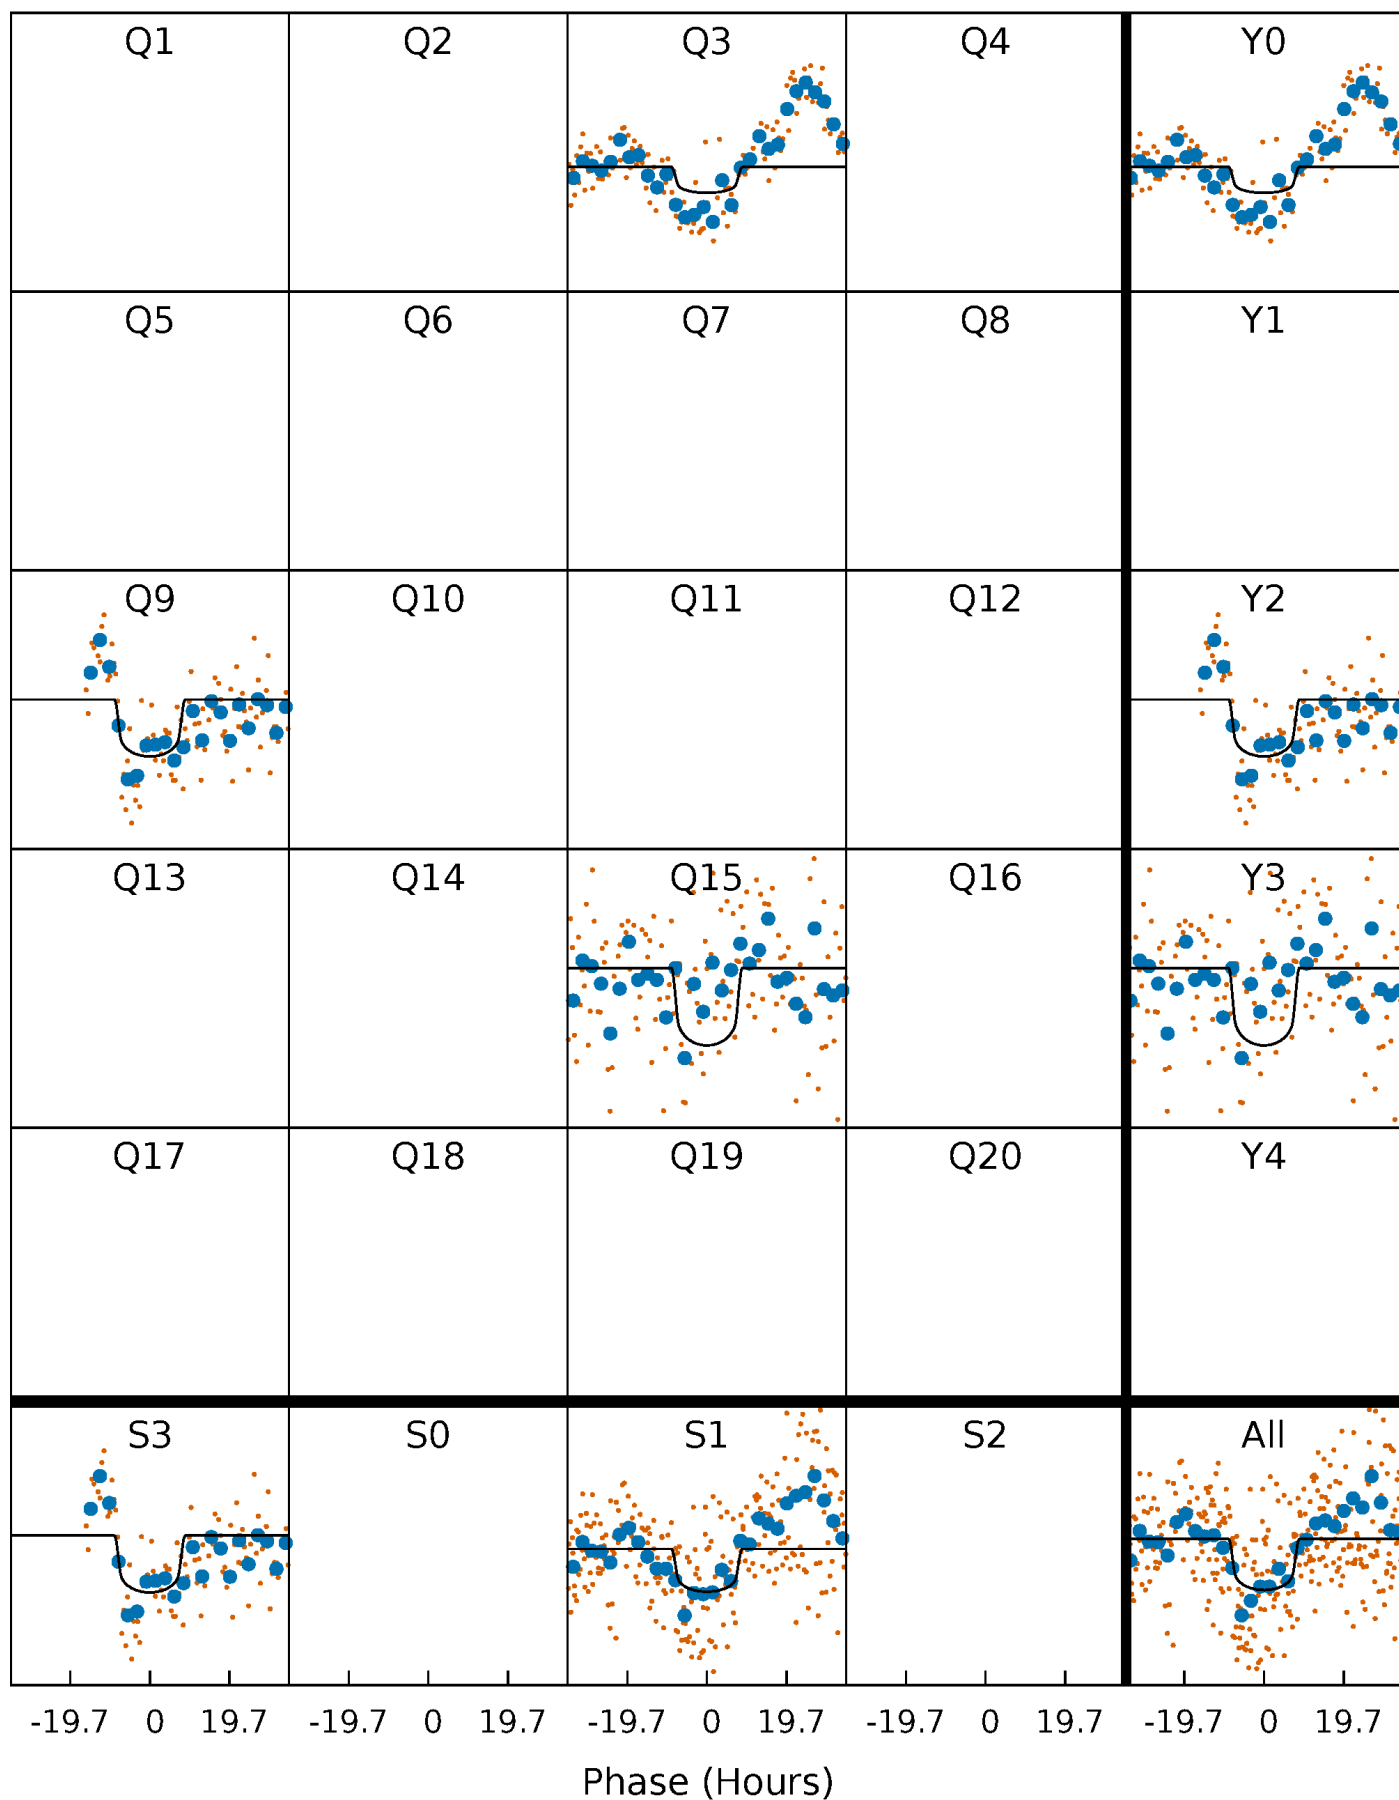 Q1 Q2 Q3 Q4 Y0
Q5 Q6 Q7 Q8 Y1
Q9 Q10 Q11 Q12 Y2
Q13 Q14 Q15 Q16 Y3
Q17 Q18 Q19 Q20 Y4
S3 S0 S1 S2 All
-19.7 0 19.7 -19.7 0 19.7 -19.7 0 19.7 -19.7 0 19.7 -19.7 0 19.7
Phase (Hours)